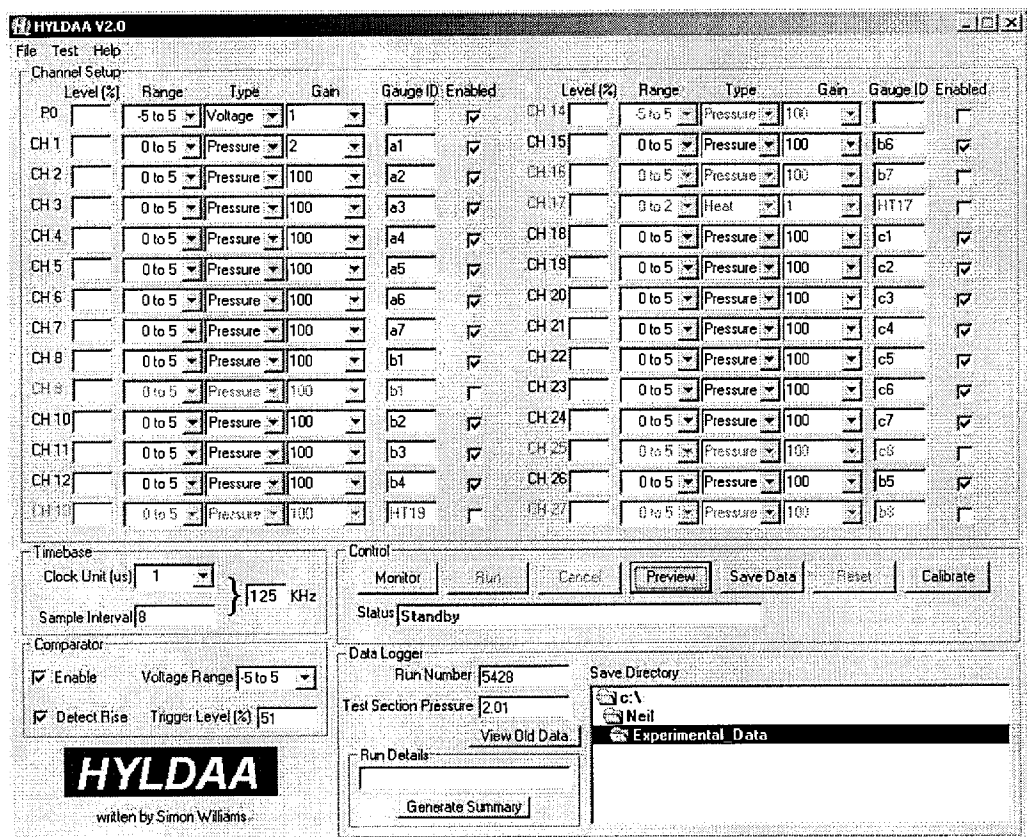 HYLDAA V2.0
File Test Help
Channel Setup
Level (%) Range Type Gain Gauge ID Enabled
P0 -5 to 5 Voltage 1
CH 1 0 to 5 Pressure 2 a1
CH 2 0 to 5 Pressure 100 a2
CH 3 0 to 5 Pressure 100 a3
CH 4 0 to 5 Pressure 100 a4
CH 5 0 to 5 Pressure 100 a5
CH 6 0 to 5 Pressure 100 a6
CH 7 0 to 5 Pressure 100 a7
CH 8 0 to 5 Pressure 100 b1
0 to 5 Pressure 100 b1
CH 10 0 to 5 Pressure 100 b2
CH 11 0 to 5 Pressure 100 b3
CH 12 0 to 5 Pressure 100 b4
CH 13 0 to 5 Pressure 100 HT19
Level (%) Range Type Gain Gauge ID Enabled
CH 14 -5 to 5 Pressure 100
CH 15 0 to 5 Pressure 100 b6
CH 16 0 to 5 Pressure 100 b7
CH 17 0 to 2 Heat 1 HT17
CH 18 0 to 5 Pressure 100 c1
CH 19 0 to 5 Pressure 100 c2
CH 20 0 to 5 Pressure 100 c3
CH 21 0 to 5 Pressure 100 c4
CH 22 0 to 5 Pressure 100 c5
CH 23 0 to 5 Pressure 100 c6
CH 24 0 to 5 Pressure 100 c7
CH 25 0 to 5 Pressure 100 c8
CH 26 0 to 5 Pressure 100 b5
CH 27 0 to 5 Pressure 100 b8
Timebase
Clock Unit (us) 1
Sample Interval 8
} 125 KHz
Control
Monitor Run Cancel Preview Save Data Reset Calibrate
Status Standby
Comparator
Enable Voltage Range -5 to 5
Detect Rise Trigger Level (%) 51
HYLDAA
written by Simon Williams
Data Logger
Run Number 5428
Test Section Pressure 2.01
View Old Data
Run Details
Generate Summary
Save Directory
c:\
Neil
Experimental_Data